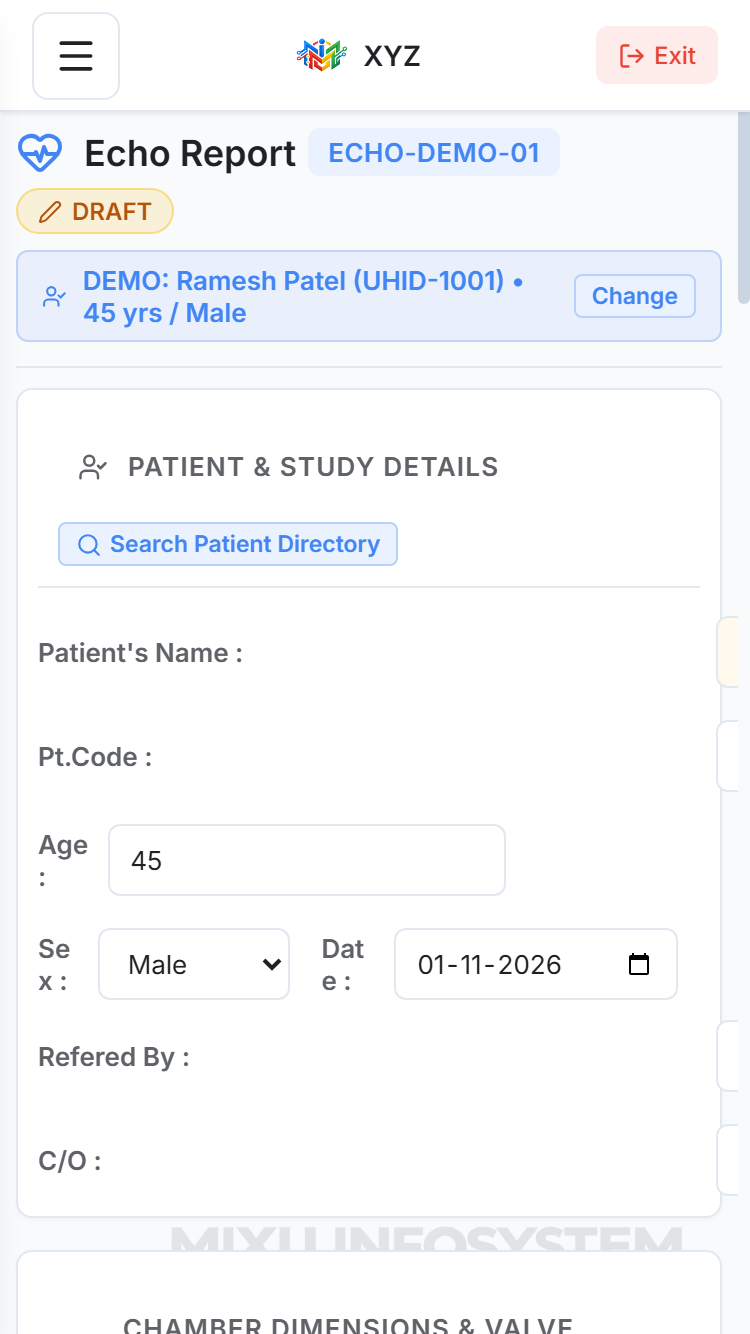 XYZ
Exit
Echo Report
ECHO-DEMO-01
DRAFT
DEMO: Ramesh Patel (UHID-1001) •
45 yrs / Male
Change
PATIENT & STUDY DETAILS
Search Patient Directory
Patient's Name :
Pt.Code :
Age
:
45
Se
x :
Male
Dat
e :
01-11-2026
Refered By :
C/O :
INFOSYSTEM
CHAMBER DIMENSIONS & VALVE